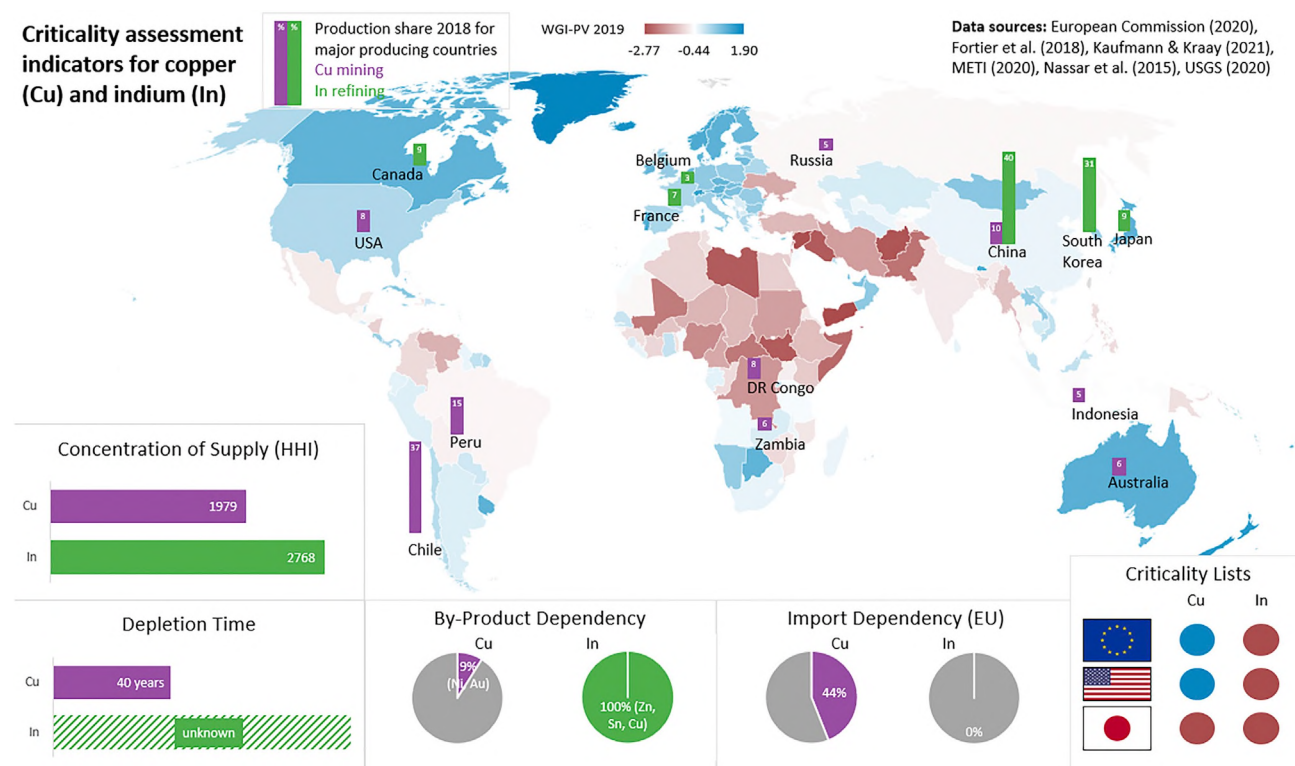 Criticality assessment
indicators for copper
(Cu) and indium (In)
% %
Production share 2018 for
major producing countries
Cu mining
In refining
WGI-PV 2019
-2.77 -0.44 1.90
Data sources: European Commission (2020),
Fortier et al. (2018), Kaufmann & Kraay (2021),
METI (2020), Nassar et al. (2015), USGS (2020)
9
Canada
8
USA
Belgium
3
7
France
5
Russia
40
10
China
31
South
Korea
9
Japan
8
DR Congo
6
Zambia
5
Indonesia
6
Australia
15
Peru
37
Chile
Concentration of Supply (HHI)
Cu 1979
In 2768
Depletion Time
Cu 40 years
In unknown
By-Product Dependency
Cu
9%
(Ni, Au)
In
100% (Zn,
Sn, Cu)
Import Dependency (EU)
Cu
44%
In
0%
Criticality Lists
Cu In